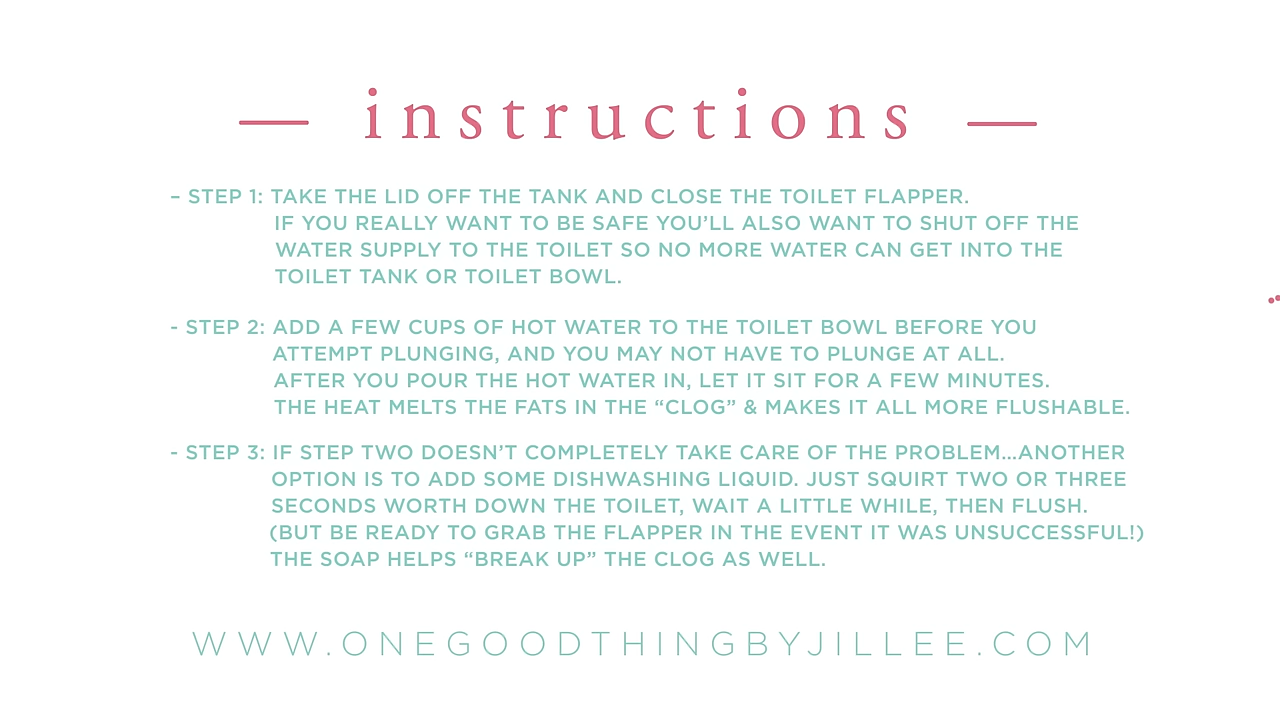 — instructions —
– STEP 1: TAKE THE LID OFF THE TANK AND CLOSE THE TOILET FLAPPER.
IF YOU REALLY WANT TO BE SAFE YOU’LL ALSO WANT TO SHUT OFF THE
WATER SUPPLY TO THE TOILET SO NO MORE WATER CAN GET INTO THE
TOILET TANK OR TOILET BOWL.
- STEP 2: ADD A FEW CUPS OF HOT WATER TO THE TOILET BOWL BEFORE YOU
ATTEMPT PLUNGING, AND YOU MAY NOT HAVE TO PLUNGE AT ALL.
AFTER YOU POUR THE HOT WATER IN, LET IT SIT FOR A FEW MINUTES.
THE HEAT MELTS THE FATS IN THE “CLOG” & MAKES IT ALL MORE FLUSHABLE.
- STEP 3: IF STEP TWO DOESN’T COMPLETELY TAKE CARE OF THE PROBLEM...ANOTHER
OPTION IS TO ADD SOME DISHWASHING LIQUID. JUST SQUIRT TWO OR THREE
SECONDS WORTH DOWN THE TOILET, WAIT A LITTLE WHILE, THEN FLUSH.
(BUT BE READY TO GRAB THE FLAPPER IN THE EVENT IT WAS UNSUCCESSFUL!)
THE SOAP HELPS “BREAK UP” THE CLOG AS WELL.
WWW.ONEGOODTHINGBYJILLEE.COM